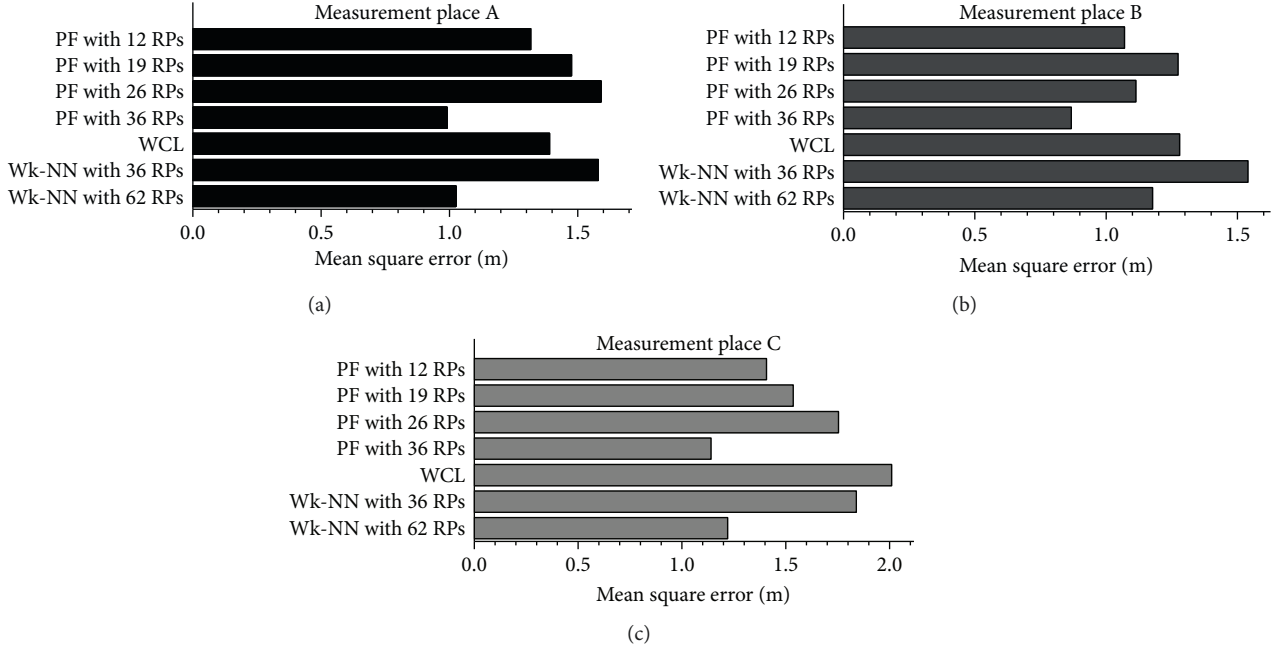 Measurement place A
PF with 12 RPs
PF with 19 RPs
PF with 26 RPs
PF with 36 RPs
WCL
Wk-NN with 36 RPs
Wk-NN with 62 RPs
0.0 0.5 1.0 1.5
Mean square error (m)
(a)
Measurement place B
PF with 12 RPs
PF with 19 RPs
PF with 26 RPs
PF with 36 RPs
WCL
Wk-NN with 36 RPs
Wk-NN with 62 RPs
0.0 0.5 1.0 1.5
Mean square error (m)
(b)
Measurement place C
PF with 12 RPs
PF with 19 RPs
PF with 26 RPs
PF with 36 RPs
WCL
Wk-NN with 36 RPs
Wk-NN with 62 RPs
0.0 0.5 1.0 1.5 2.0
Mean square error (m)
(c)